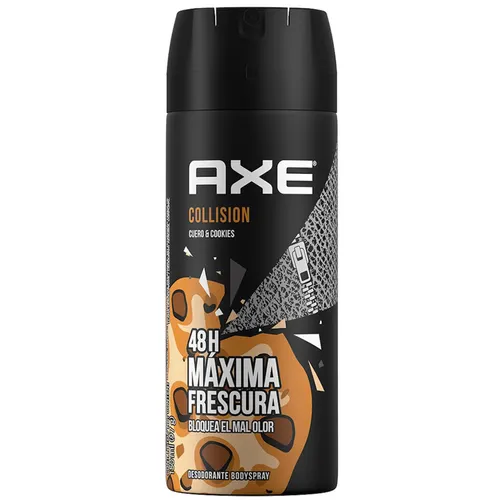 AXE®
COLLISION
CUERO & COOKIES
48H
MÁXIMA
FRESCURA
BLOQUEA EL MAL OLOR
DESODORANTE BODYSPRAY